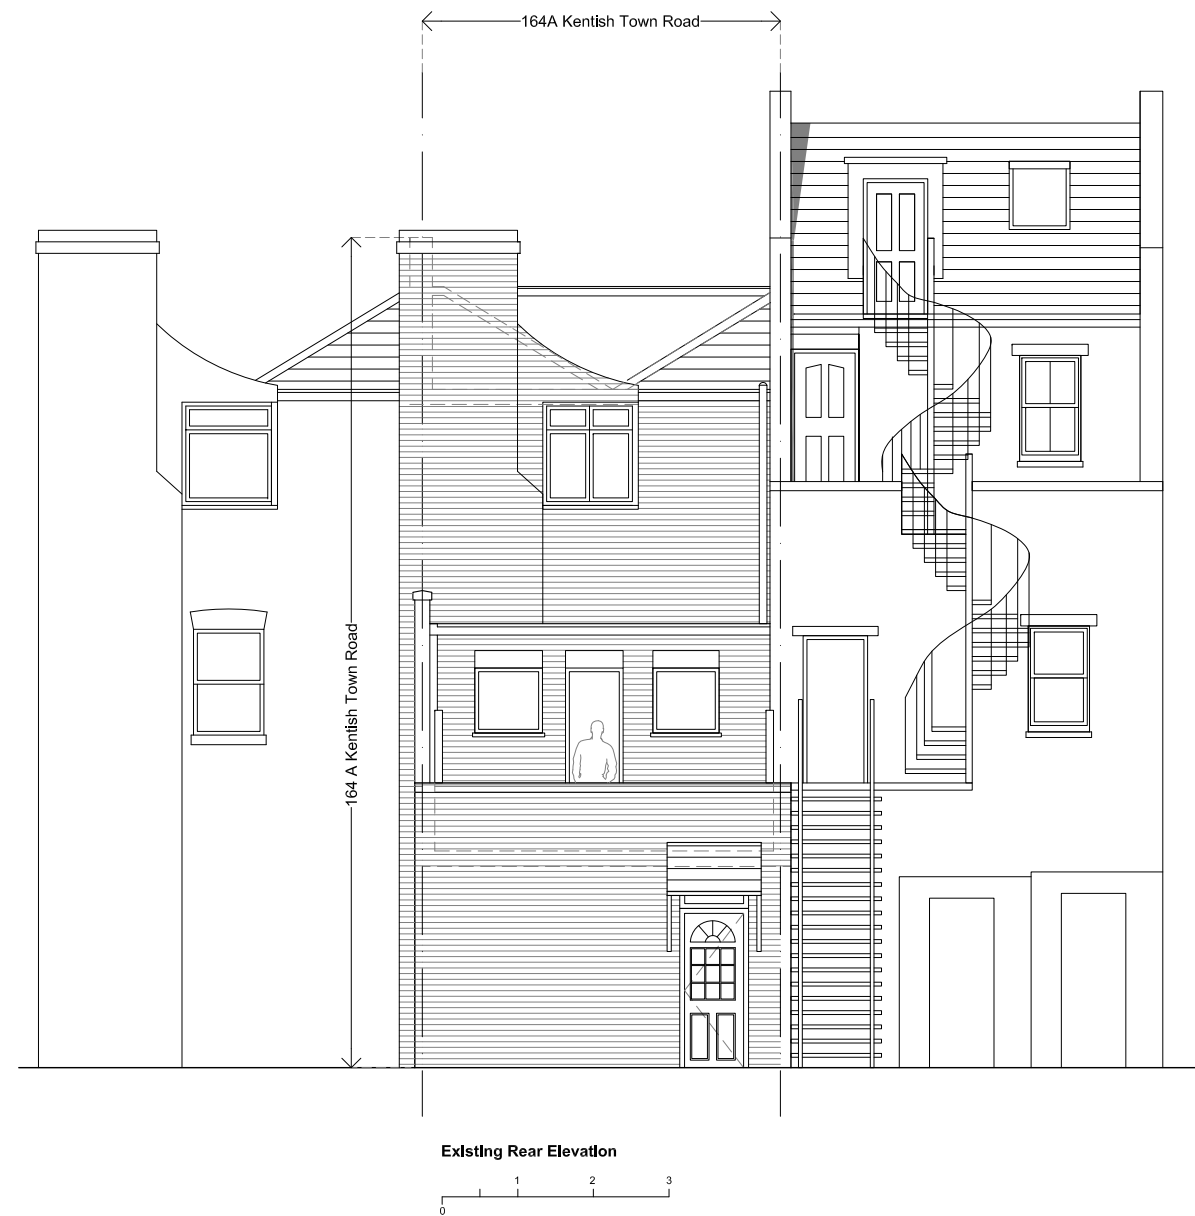 164A Kentish Town Road
164 A Kentish Town Road
Existing Rear Elevation
1 2 3
0